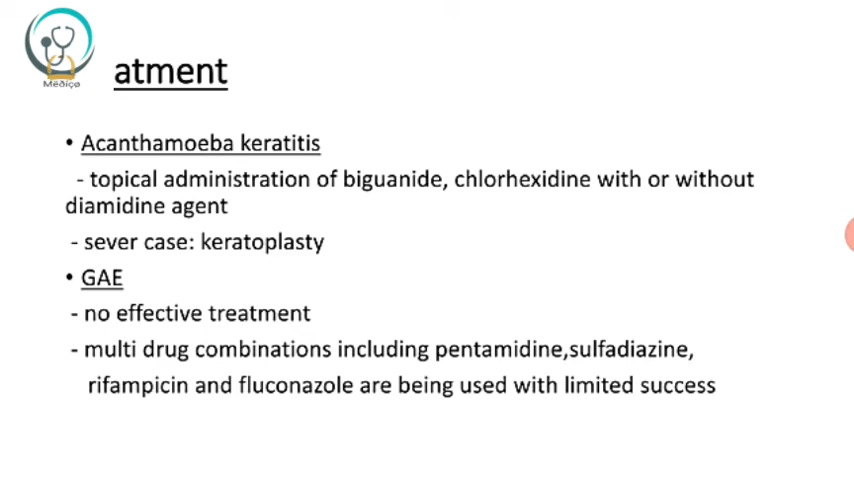 Mëðïçø
atment
• Acanthamoeba keratitis
- topical administration of biguanide, chlorhexidine with or without
diamidine agent
- sever case: keratoplasty
• GAE
- no effective treatment
- multi drug combinations including pentamidine,sulfadiazine,
rifampicin and fluconazole are being used with limited success